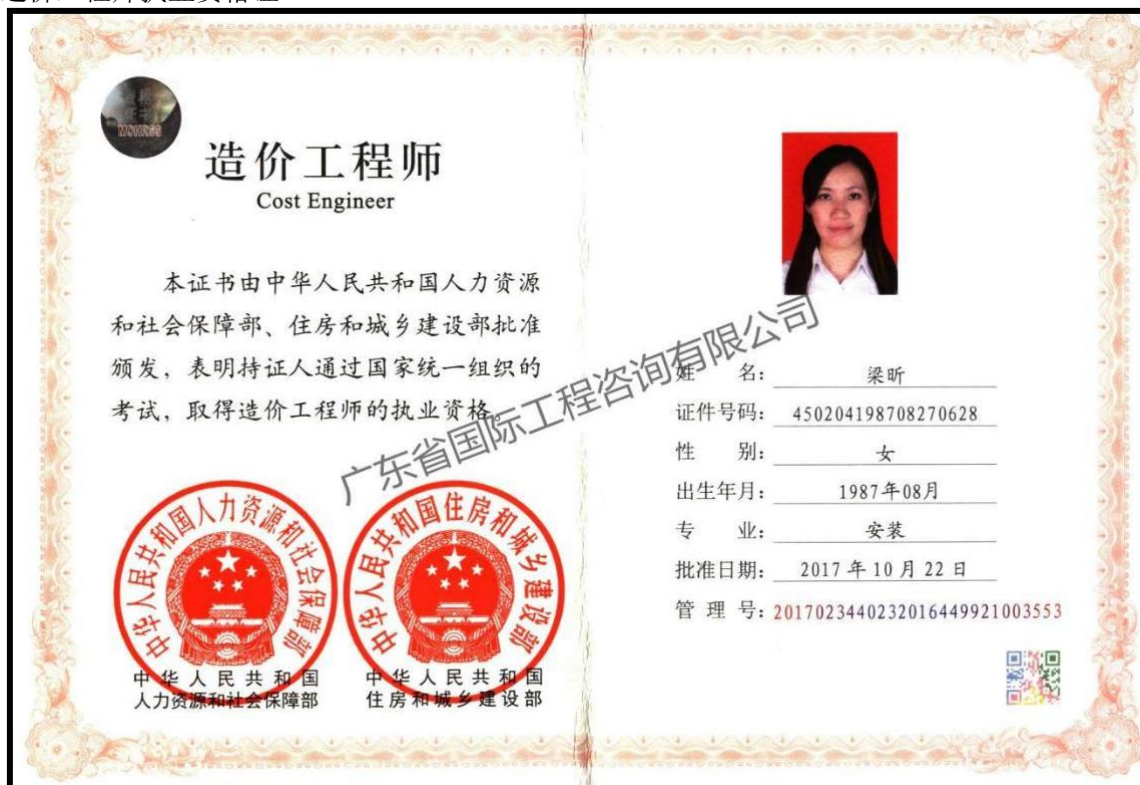 造价工程师
Cost Engineer
本证书由中华人民共和国人力资源
和社会保障部、住房和城乡建设部批准
颁发，表明持证人通过国家统一组织的
考试，取得造价工程师的执业资格。
中华人民共和国人力资源和社会保障部
中华人民共和国住房和城乡建设部
中华人民共和国
人力资源和社会保障部
中华人民共和国
住房和城乡建设部
广东省国际工程咨询有限公司
姓 名： 梁昕
证件号码： 450204198708270628
性 别： 女
出生年月： 1987年08月
专 业： 安装
批准日期： 2017 年 10 月 22 日
管 理 号：2017023440232016449921003553